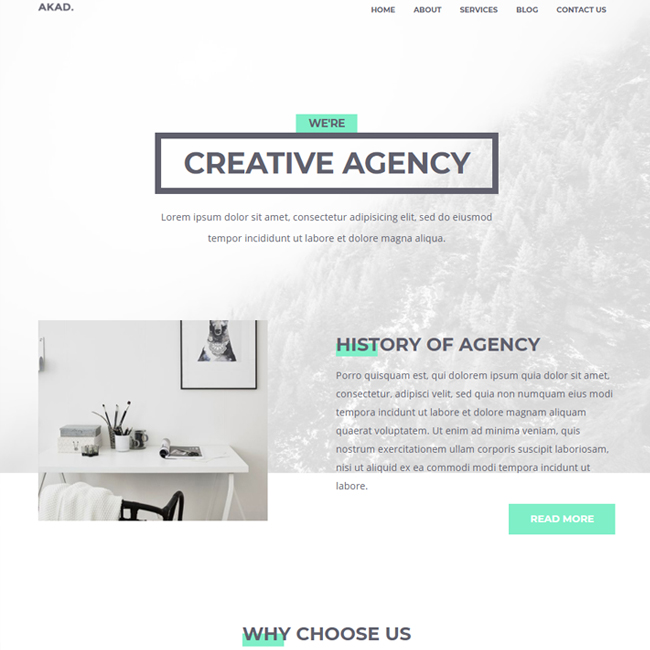 AKAD.
HOME ABOUT SERVICES BLOG CONTACT US
WE'RE
CREATIVE AGENCY
Lorem ipsum dolor sit amet, consectetur adipisicing elit, sed do eiusmod
tempor incididunt ut labore et dolore magna aliqua.
HISTORY OF AGENCY
Porro quisquam est, qui dolorem ipsum quia dolor sit amet,
consectetur, adipisci velit, sed quia non numquam eius modi
tempora incidunt ut labore et dolore magnam aliquam
quaerat voluptatem. Ut enim ad minima veniam, quis
nostrum exercitationem ullam corporis suscipit laboriosam,
nisi ut aliquid ex ea commodi modi tempora incidunt ut
labore.
READ MORE
WHY CHOOSE US